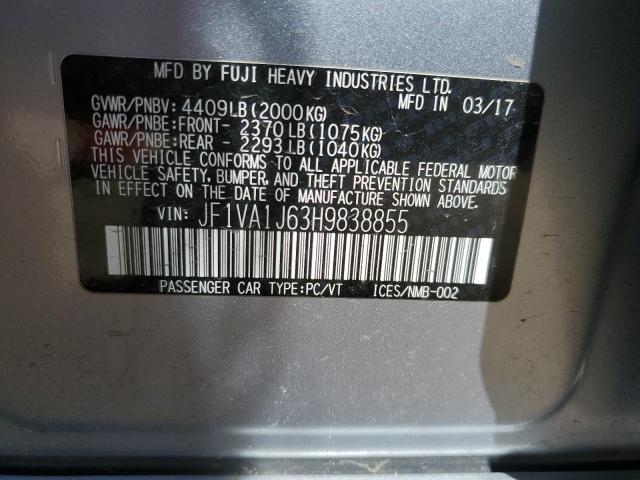 MFD BY FUJI HEAVY INDUSTRIES LTD.
GVWR/PNBV: 4409LB(2000KG) MFD IN 03/17
GAWR/PNBE:FRONT- 2370LB(1075KG)
GAWR/PNBE:REAR - 2293LB(1040KG)
THIS VEHICLE CONFORMS TO ALL APPLICABLE FEDERAL MOTOR
VEHICLE SAFETY, BUMPER, AND THEFT PREVENTION STANDARDS
IN EFFECT ON THE DATE OF MANUFACTURE SHOWN ABOVE.
VIN: JF1VA1J63H9838855
PASSENGER CAR TYPE:PC/VT ICES/NMB-002